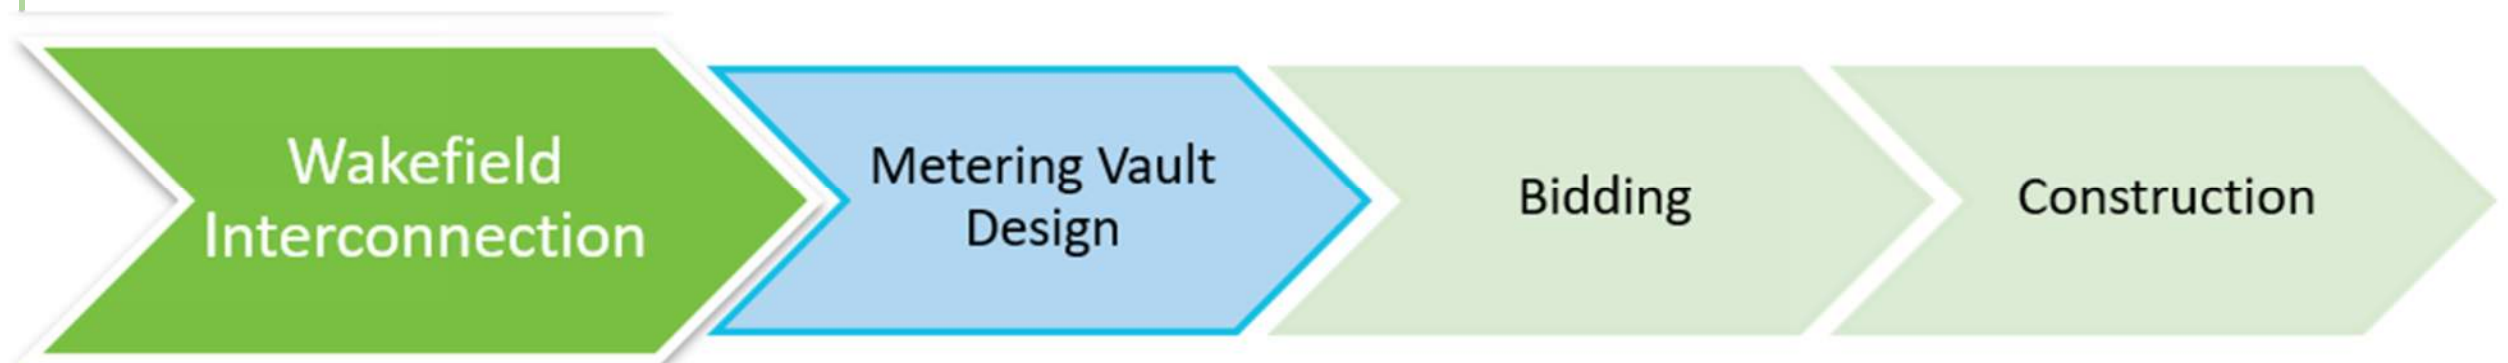 Wakefield
Interconnection
Metering Vault
Design
Bidding
Construction